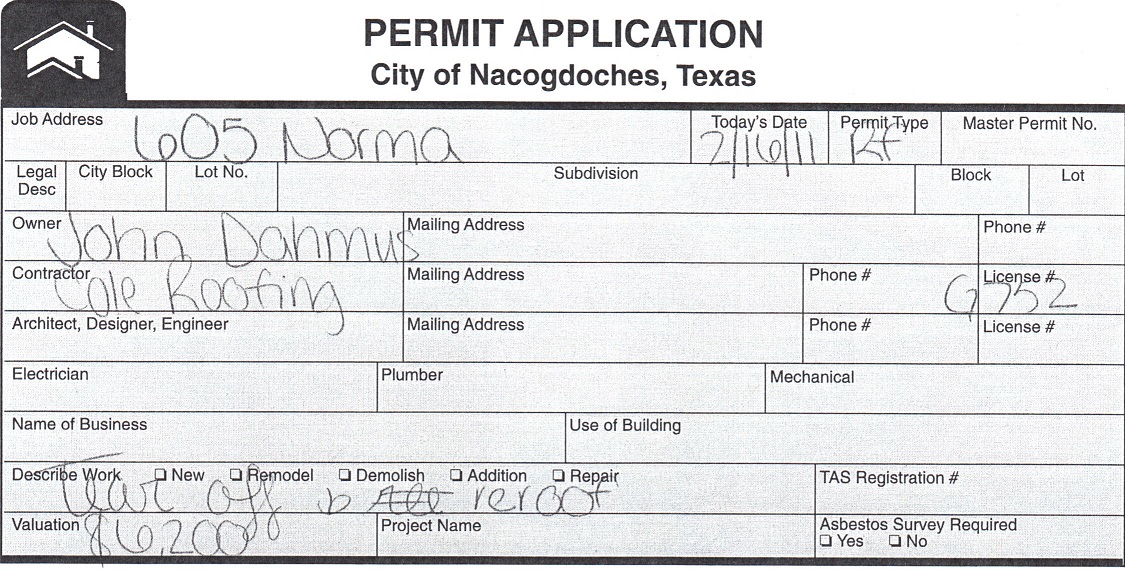 PERMIT APPLICATION
City of Nacogdoches, Texas
Job Address 605 Norma Today's Date 2/16/11 Permit Type Rf Master Permit No.
Legal Desc City Block Lot No. Subdivision Block Lot
Owner John Dahmus Mailing Address Phone #
Contractor Cole Roofing Mailing Address Phone # License # G752
Architect, Designer, Engineer Mailing Address Phone # License #
Electrician Plumber Mechanical
Name of Business Use of Building
Describe Work ❑ New ❑ Remodel ❑ Demolish ❑ Addition ❑ Repair TAS Registration #
Tear off reroof
Valuation $6,200 Project Name Asbestos Survey Required
❑ Yes ❑ No